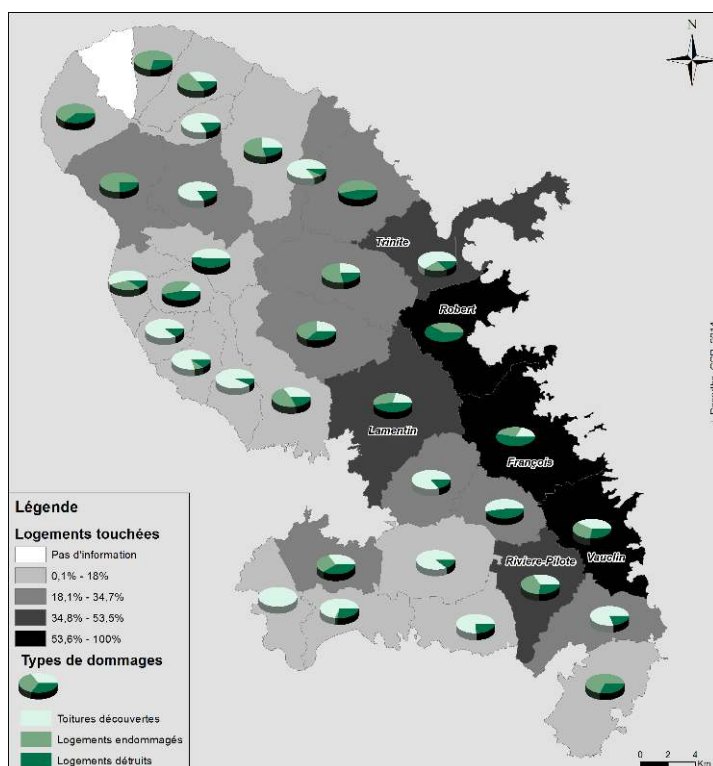 N
Trinite
Robert
Lamentin
François
Vauclin
Riviere-Pilote
Légende
Logements touchées
Pas d'information
0,1% - 18%
18,1% - 34,7%
34,8% - 53,5%
53,6% - 100%
Types de dommages
Toitures découvertes
Logements endommagés
Logements détruits
0 2 4
Km